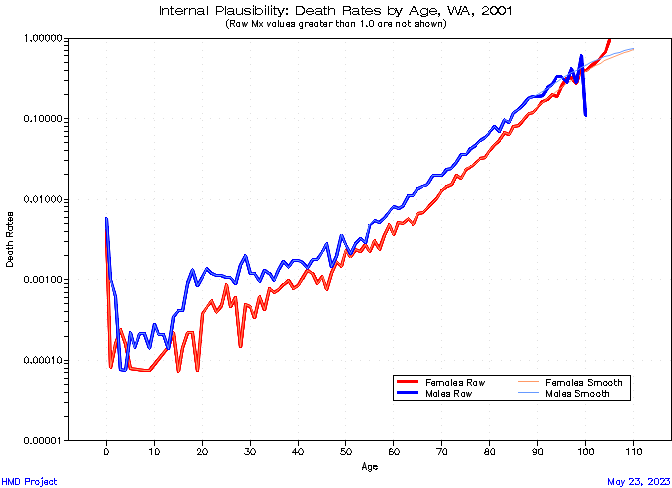 Internal Plausibility: Death Rates by Age, WA, 2001
(Raw Mx values greater than 1.0 are not shown)
1.00000
0.10000
0.01000
0.00100
0.00010
0.00001
Death Rates
Females Raw
Females Smooth
Males Raw
Males Smooth
0 10 20 30 40 50 60 70 80 90 100 110
Age
HMD Project
May 23, 2023